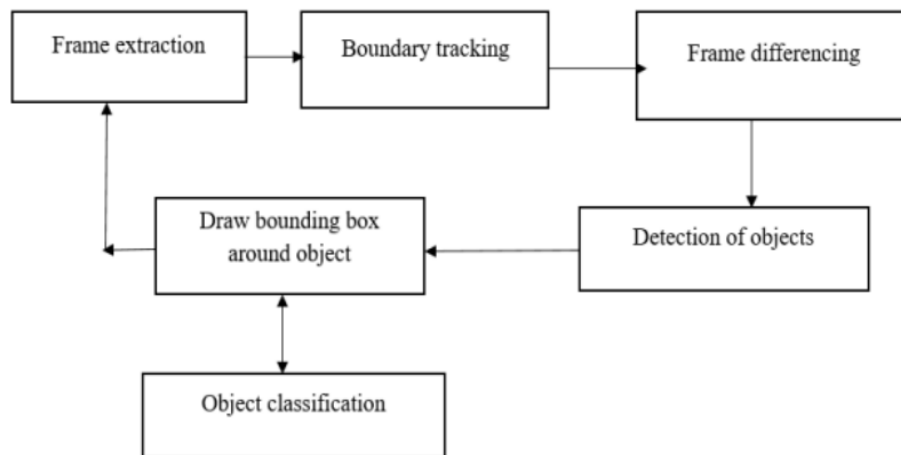 Frame extraction
Boundary tracking
Frame differencing
Draw bounding box
around object
Detection of objects
Object classification